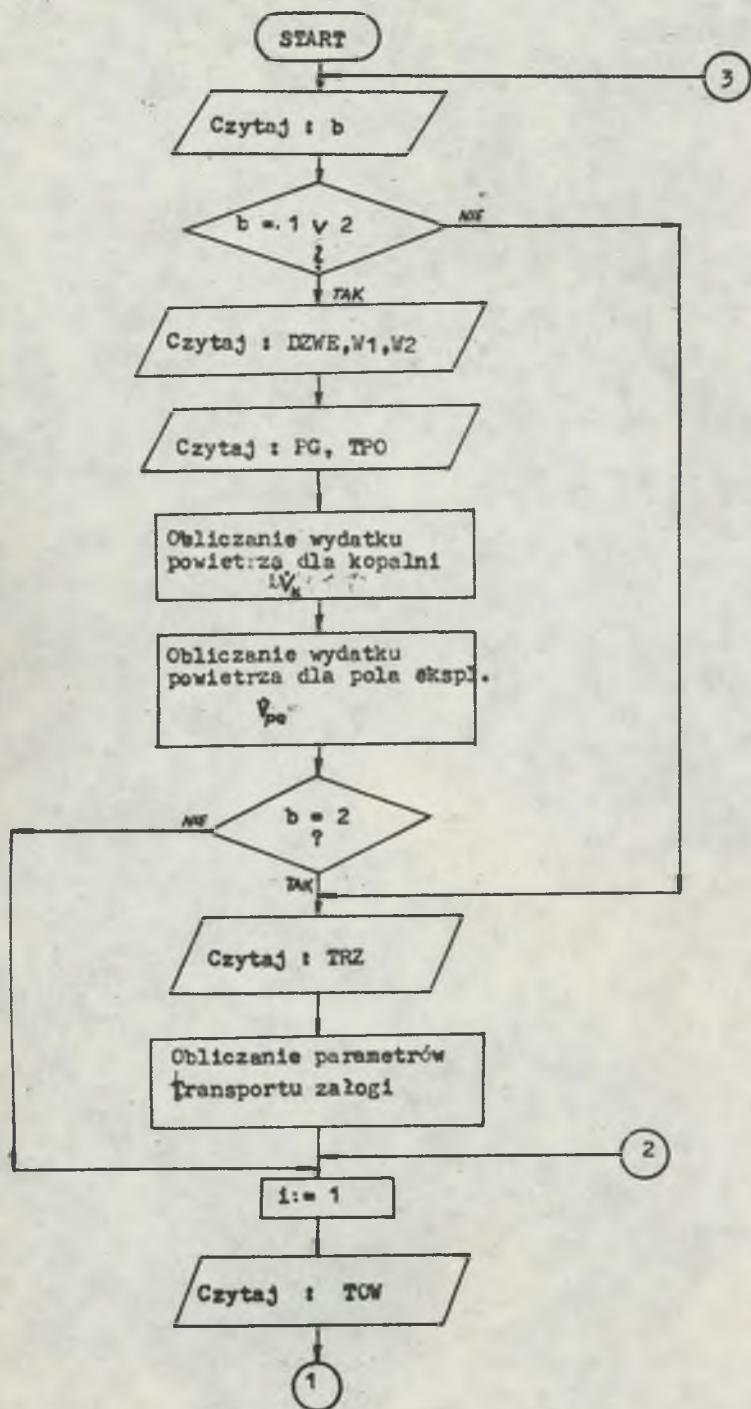 START
3
Czytaj : b
b = 1 v 2
?
NIE
TAK
Czytaj : DZWE,W1,W2
Czytaj : PG, TPO
Obliczanie wydatku
powietrza dla kopalni
Obliczanie wydatku
powietrza dla pola ekspl.
V̇pe
b = 2
?
NIE
TAK
Czytaj : TRZ
Obliczanie parametrów
transportu załogi
2
i:= 1
Czytaj : TOW
1